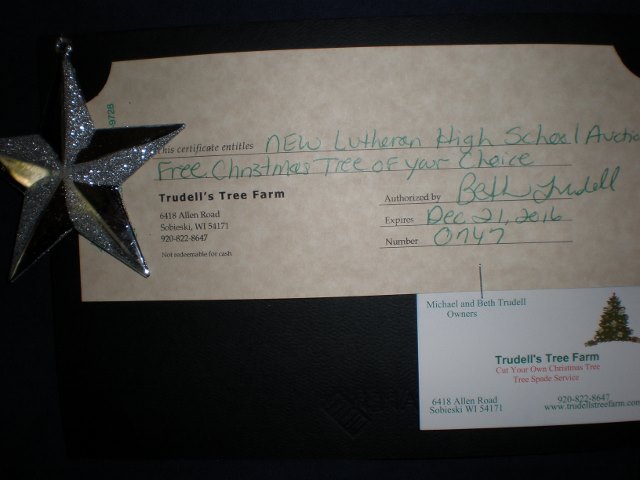 9728
This certificate entitles NEW Lutheran High School Auction
Free Christmas Tree of your Choice
Trudell's Tree Farm
6418 Allen Road
Sobieski, WI 54171
920-822-8647
Not redeemable for cash
Authorized by Beth Trudell
Expires Dec. 21, 2016
Number 0747
Michael and Beth Trudell
Owners
Trudell's Tree Farm
Cut Your Own Christmas Tree
Tree Spade Service
6418 Allen Road
Sobieski WI 54171
920-822-8647
www.trudellstreefarm.com